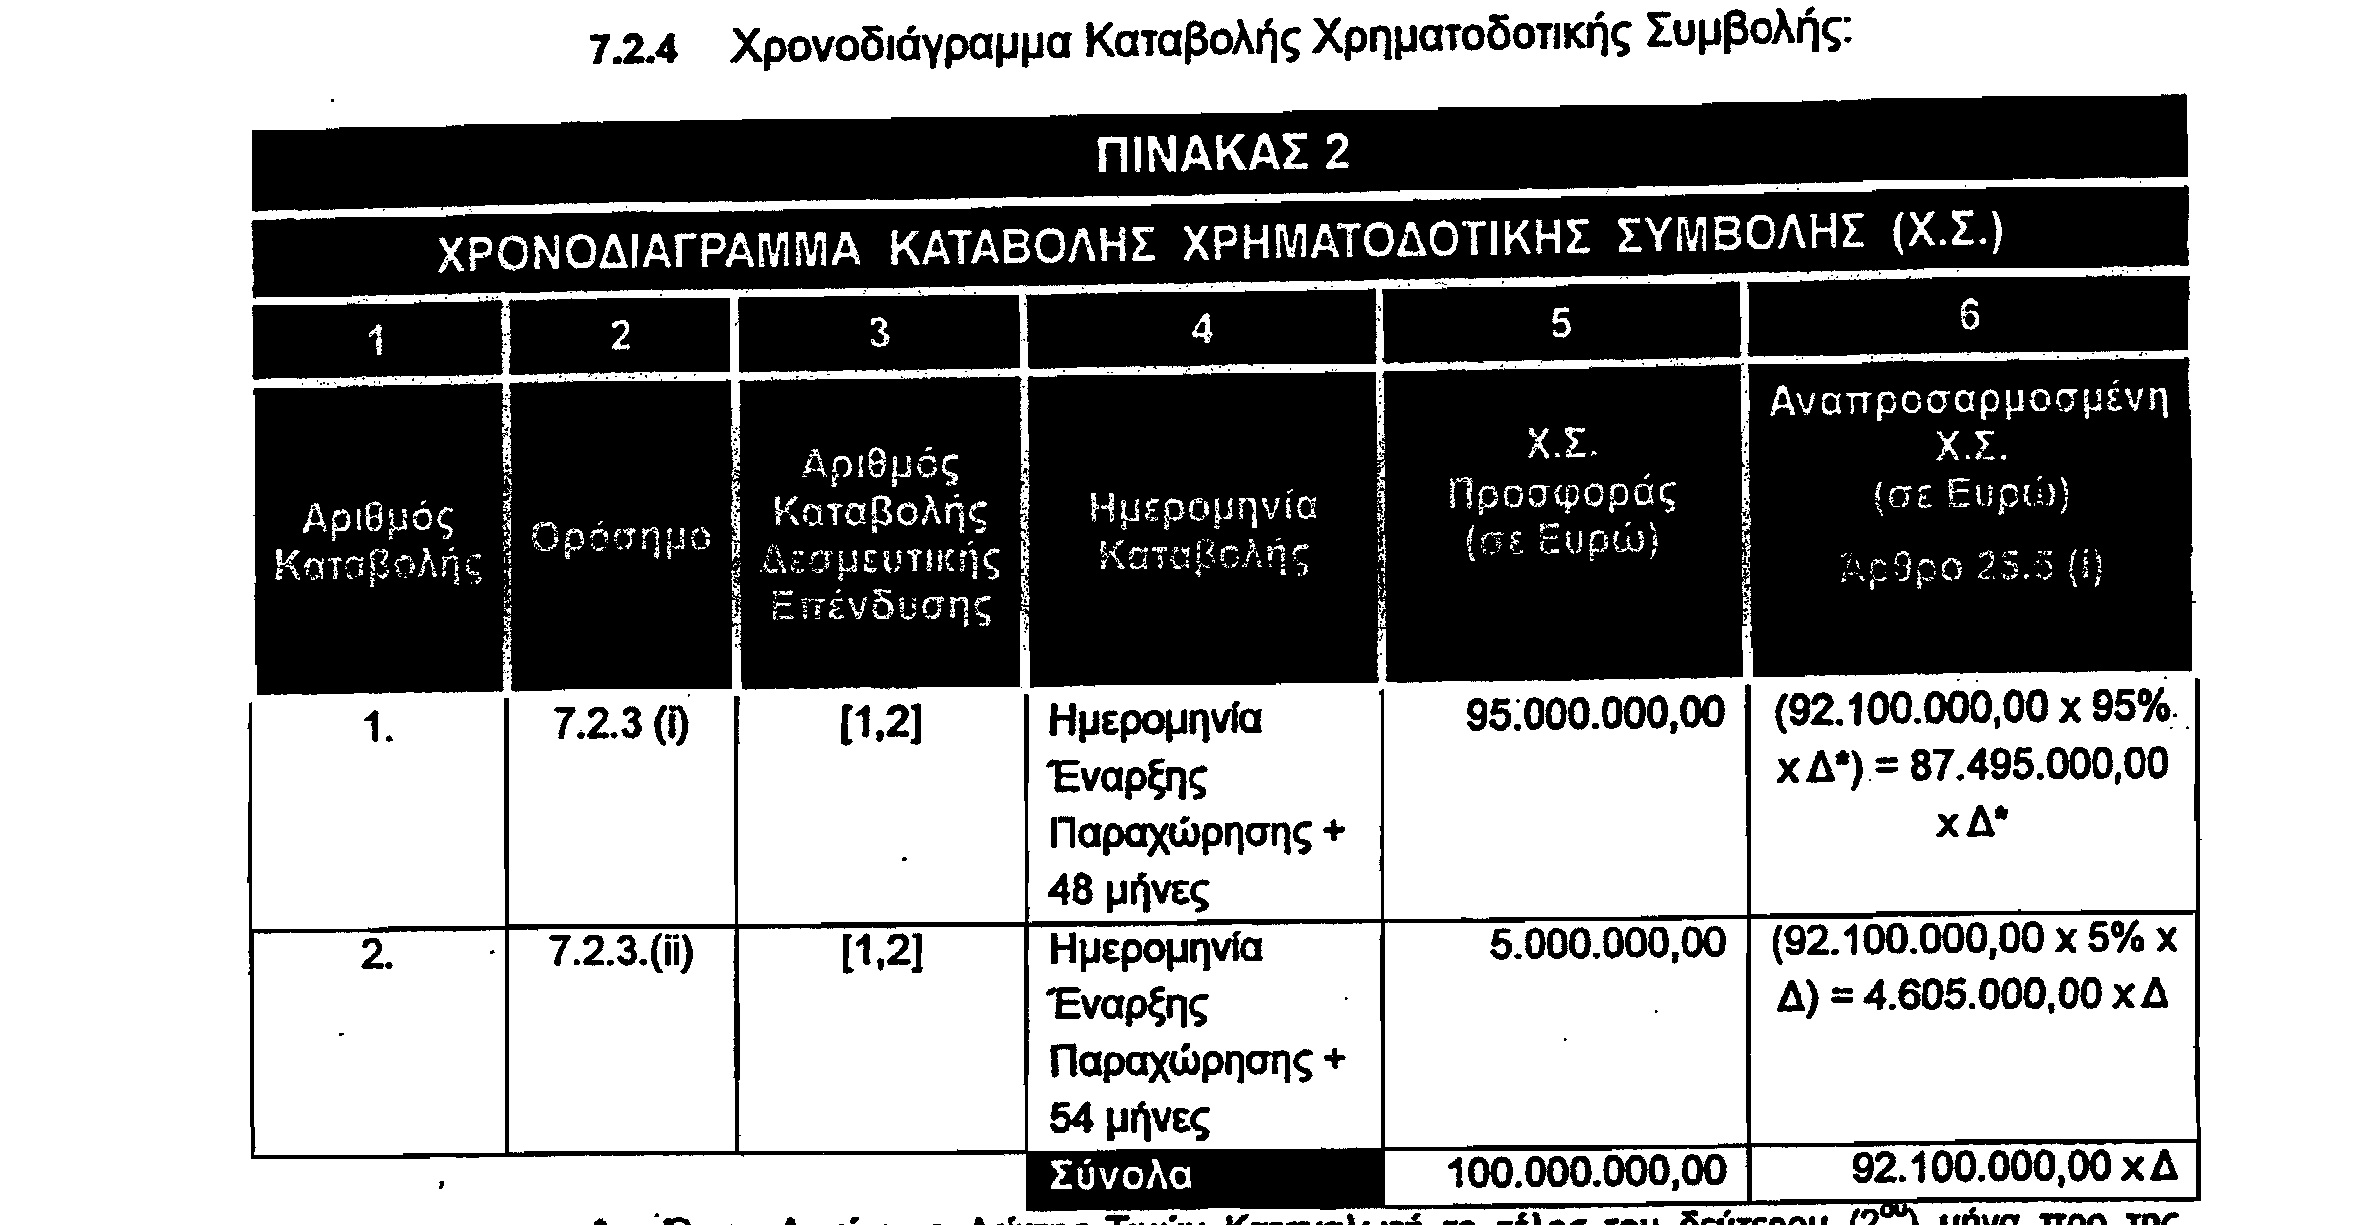 7.2.4 Χρονοδιάγραμμα Καταβολής Χρηματοδοτικής Συμβολής:
ΠΙΝΑΚΑΣ 2
ΧΡΟΝΟΔΙΑΓΡΑΜΜΑ ΚΑΤΑΒΟΛΗΣ ΧΡΗΜΑΤΟΔΟΤΙΚΗΣ ΣΥΜΒΟΛΗΣ (Χ.Σ.)
1 2 3 4 5 6
Αριθμός
Καταβολής
Ορόσημο
Αριθμός
Καταβολής
Δεσμευτικής
Επένδυσης
Ημερομηνία
Καταβολής
Χ.Σ.
Προσφοράς
(σε Ευρώ)
Αναπροσαρμοσμένη
Χ.Σ.
(σε Ευρώ)
Άρθρο 25.5 (i)
1. 7.2.3 (i) [1,2]
Ημερομηνία
Έναρξης
Παραχώρησης +
48 μήνες
95.000.000,00
(92.100.000,00 x 95%
x Δ*) = 87.495.000,00
x Δ*
2. 7.2.3.(ii) [1,2]
Ημερομηνία
Έναρξης
Παραχώρησης +
54 μήνες
5.000.000,00
(92.100.000,00 x 5% x
Δ) = 4.605.000,00 x Δ
Σύνολα 100.000.000,00 92.100.000,00 x Δ